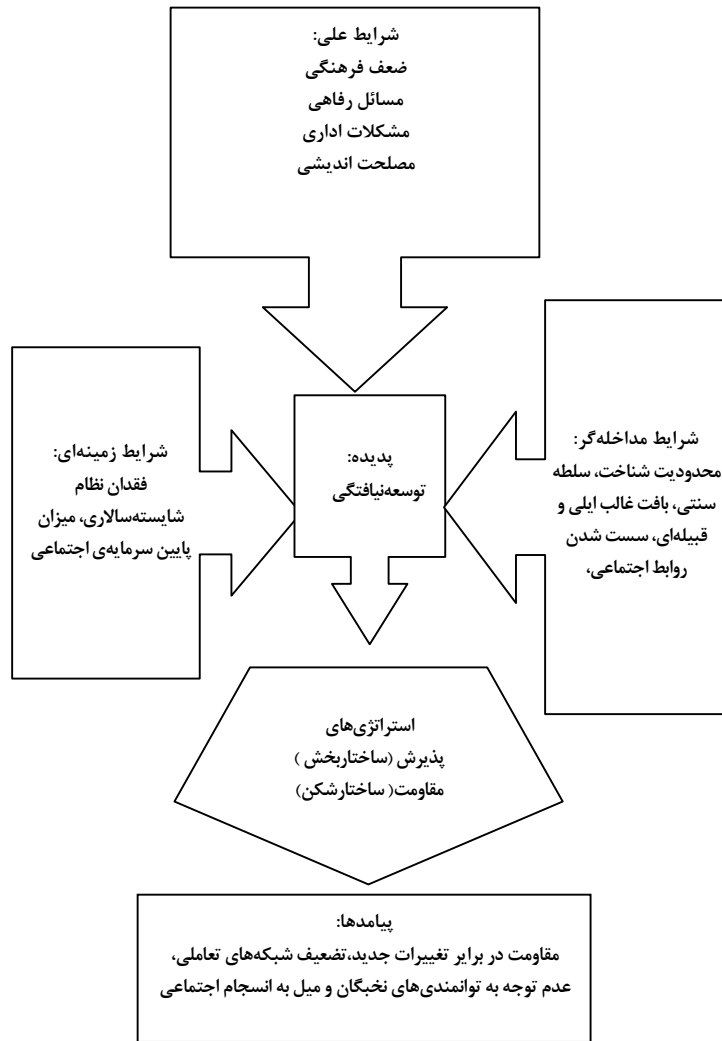 شرایط علی:
ضعف فرهنگی
مسائل رفاهی
مشکلات اداری
مصلحت اندیشی
شرایط مداخله‌گر:
محدودیت شناخت، سلطه
سنتی، بافت غالب ایلی و
قبیله‌ای، سست شدن
روابط اجتماعی،
پدیده:
توسعه‌نیافتگی
شرایط زمینه‌ای:
فقدان نظام
شایسته‌سالاری، میزان
پایین سرمایه‌ی اجتماعی
استراتژی‌های
پذیرش (ساختاربخش )
مقاومت( ساختارشکن)
پیامدها:
مقاومت در برابر تغییرات جدید،تضعیف شبکه‌های تعاملی،
عدم توجه به توانمندی‌های نخبگان و میل به انسجام اجتماعی